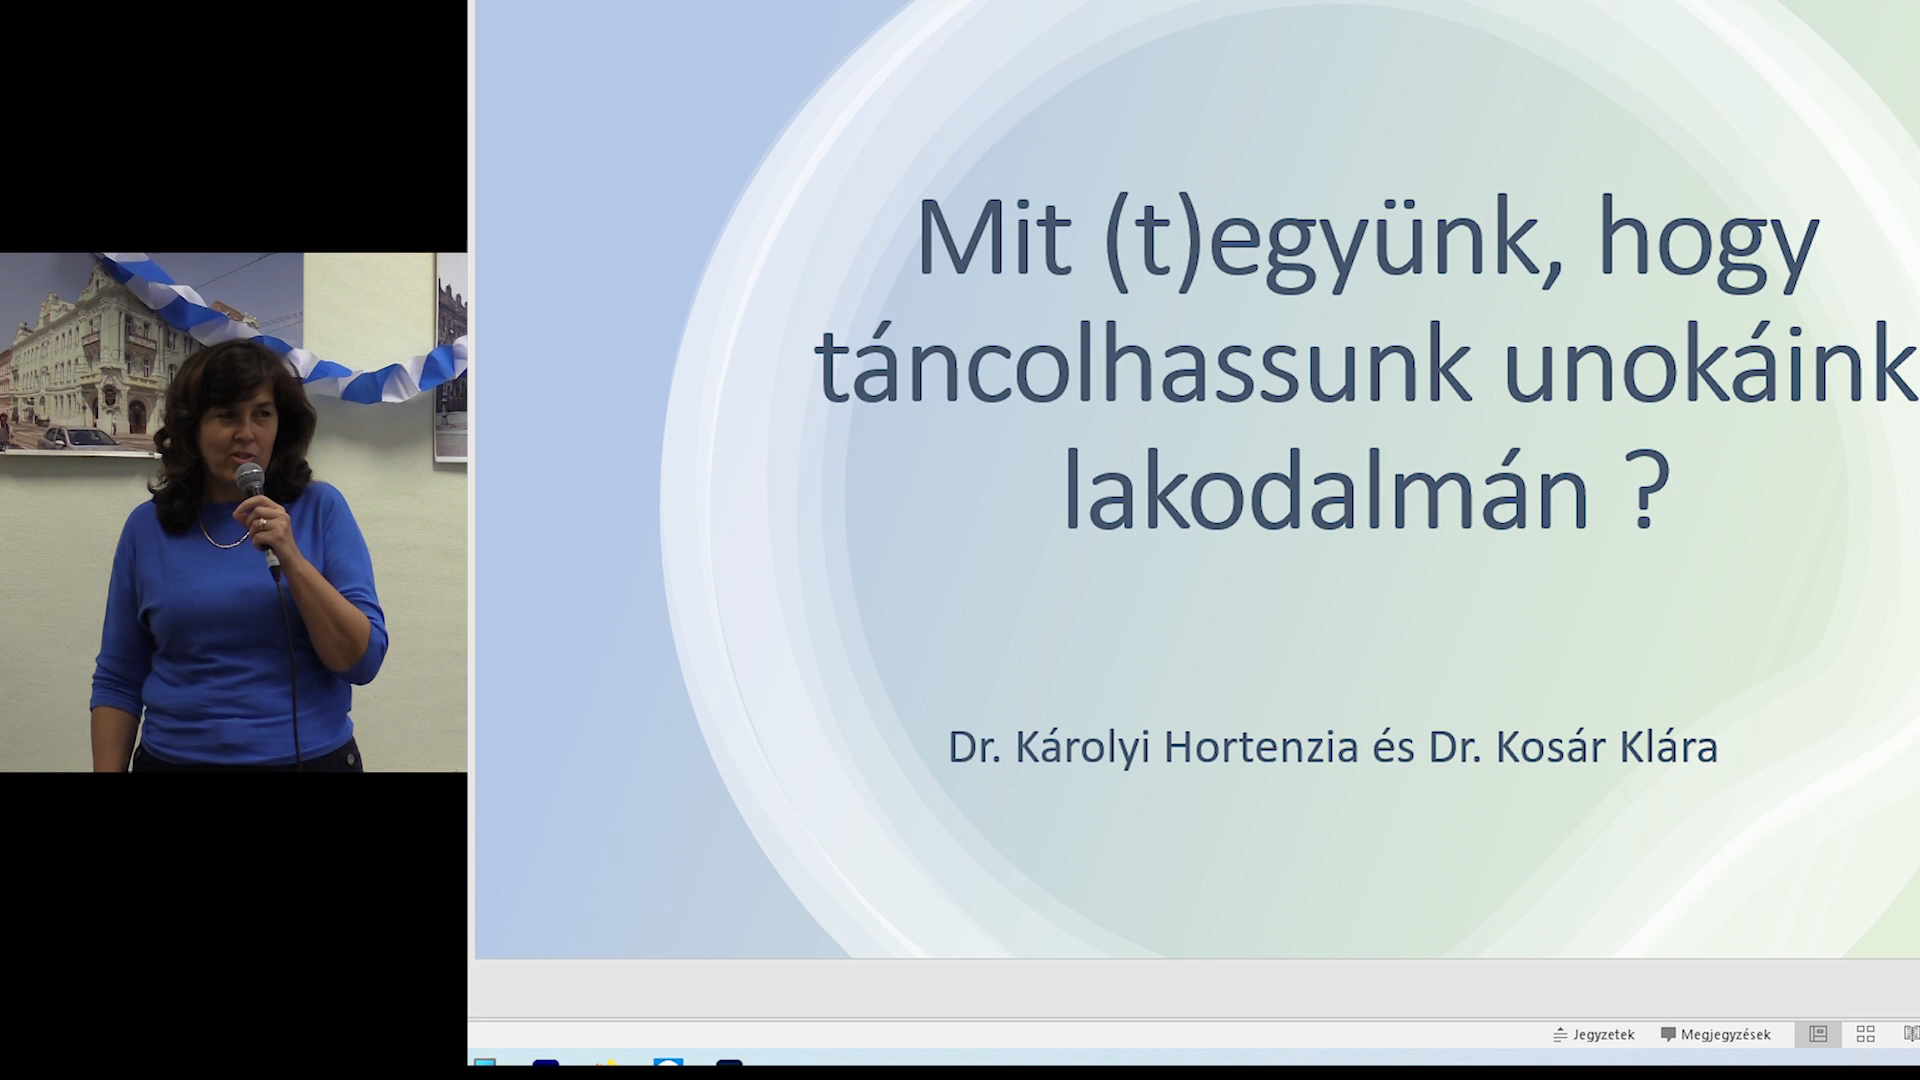 Mit (t)együnk, hogy
táncolhassunk unokáink
lakodalmán ?
Dr. Károlyi Hortenzia és Dr. Kosár Klára
Jegyzetek Megjegyzések